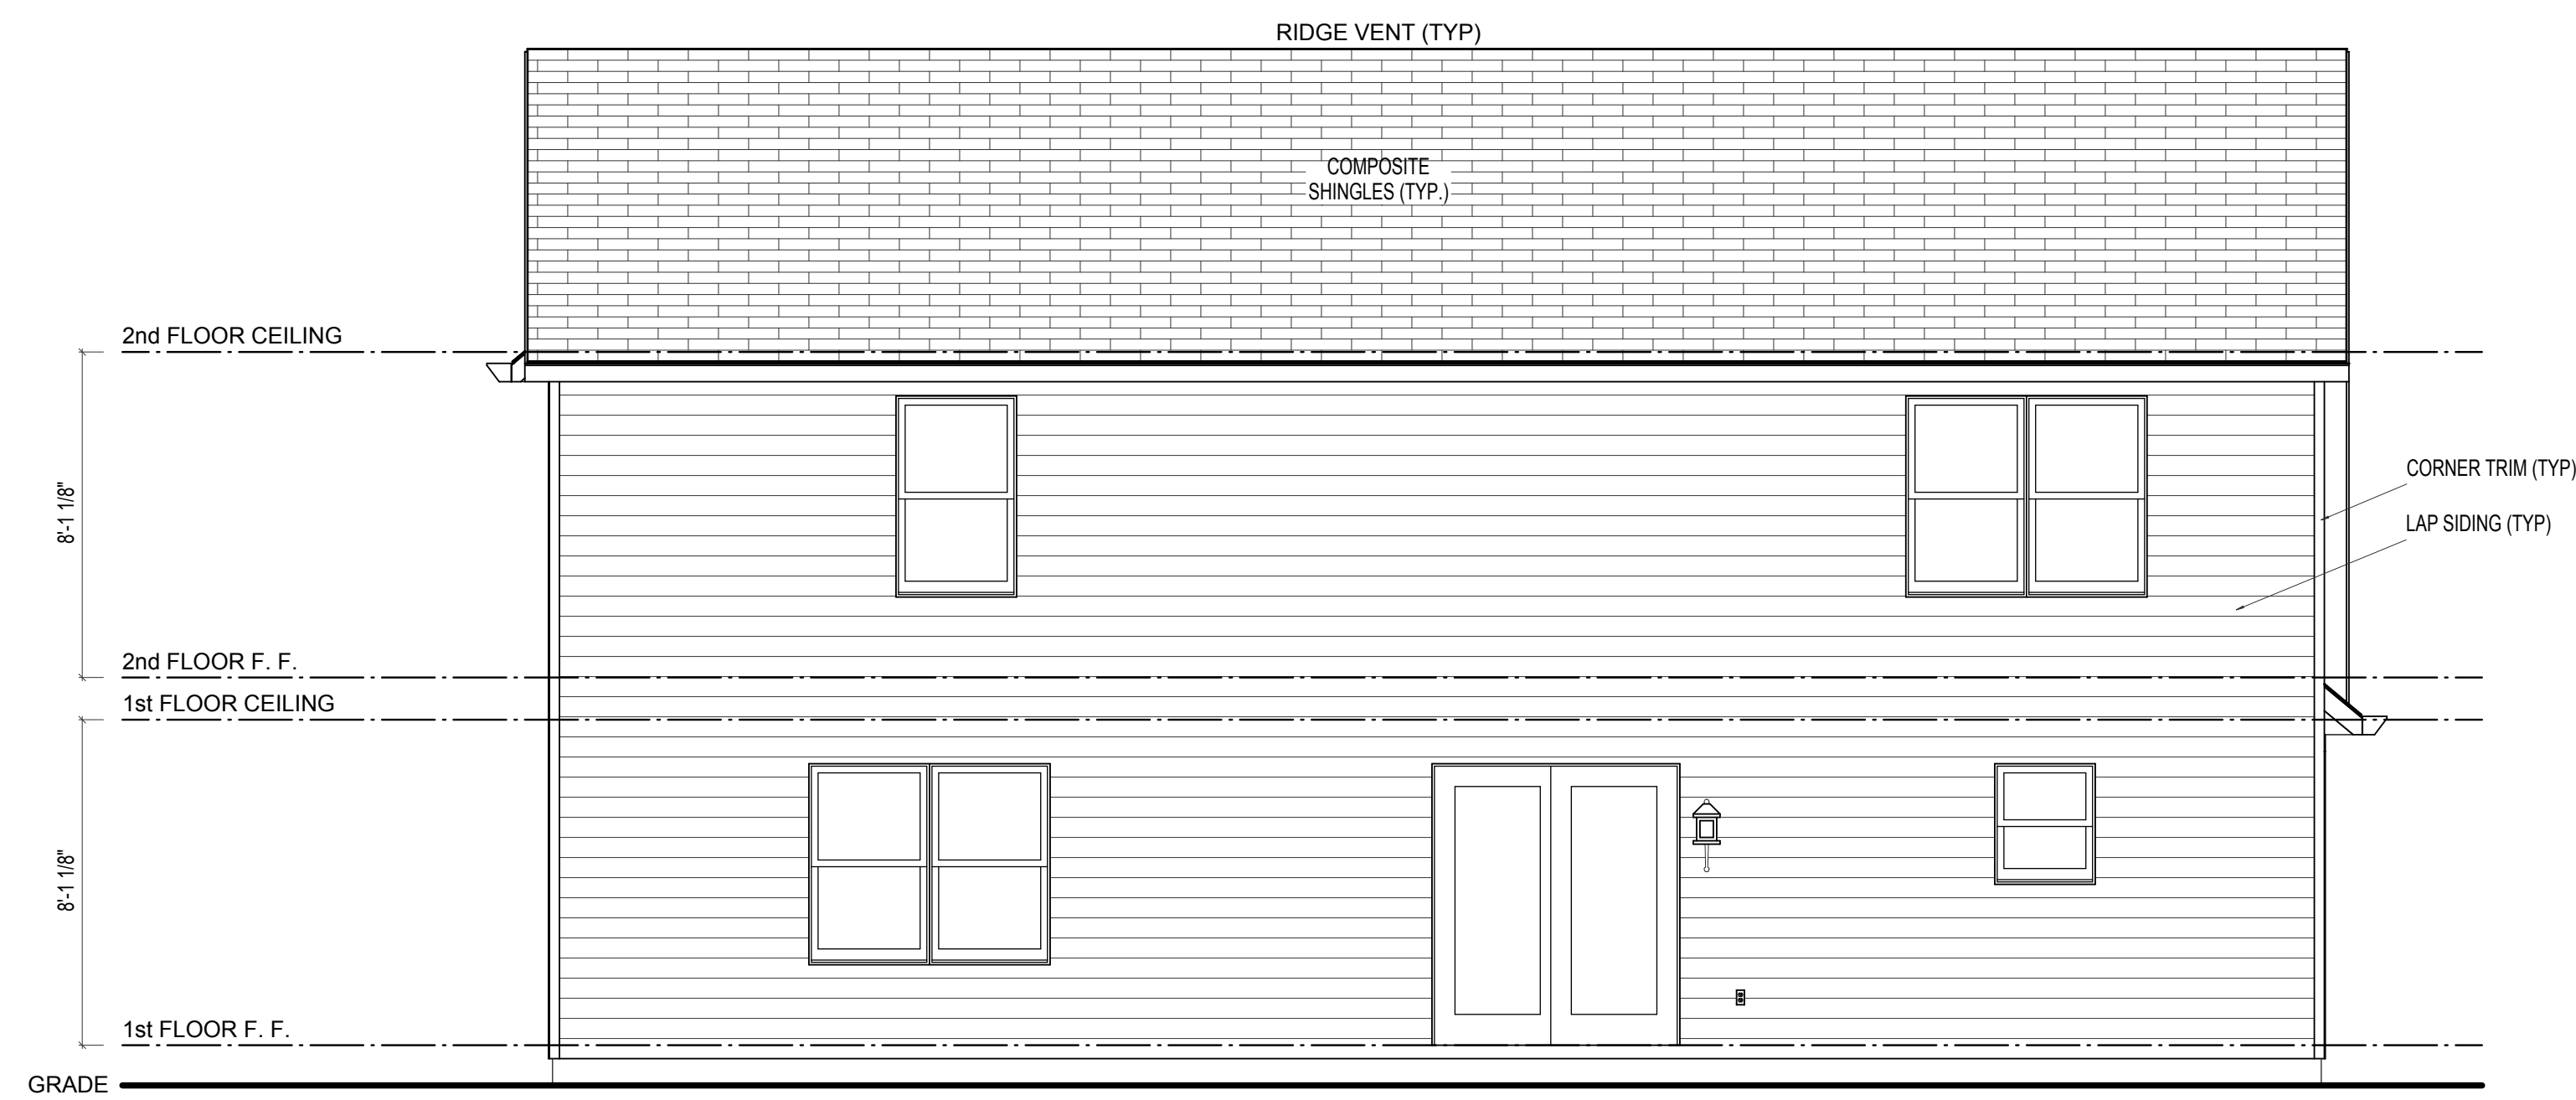 RIDGE VENT (TYP)
COMPOSITE
SHINGLES (TYP.)
2nd FLOOR CEILING
8'-1 1/8"
CORNER TRIM (TYP)
LAP SIDING (TYP)
2nd FLOOR F. F.
1st FLOOR CEILING
8'-1 1/8"
1st FLOOR F. F.
GRADE